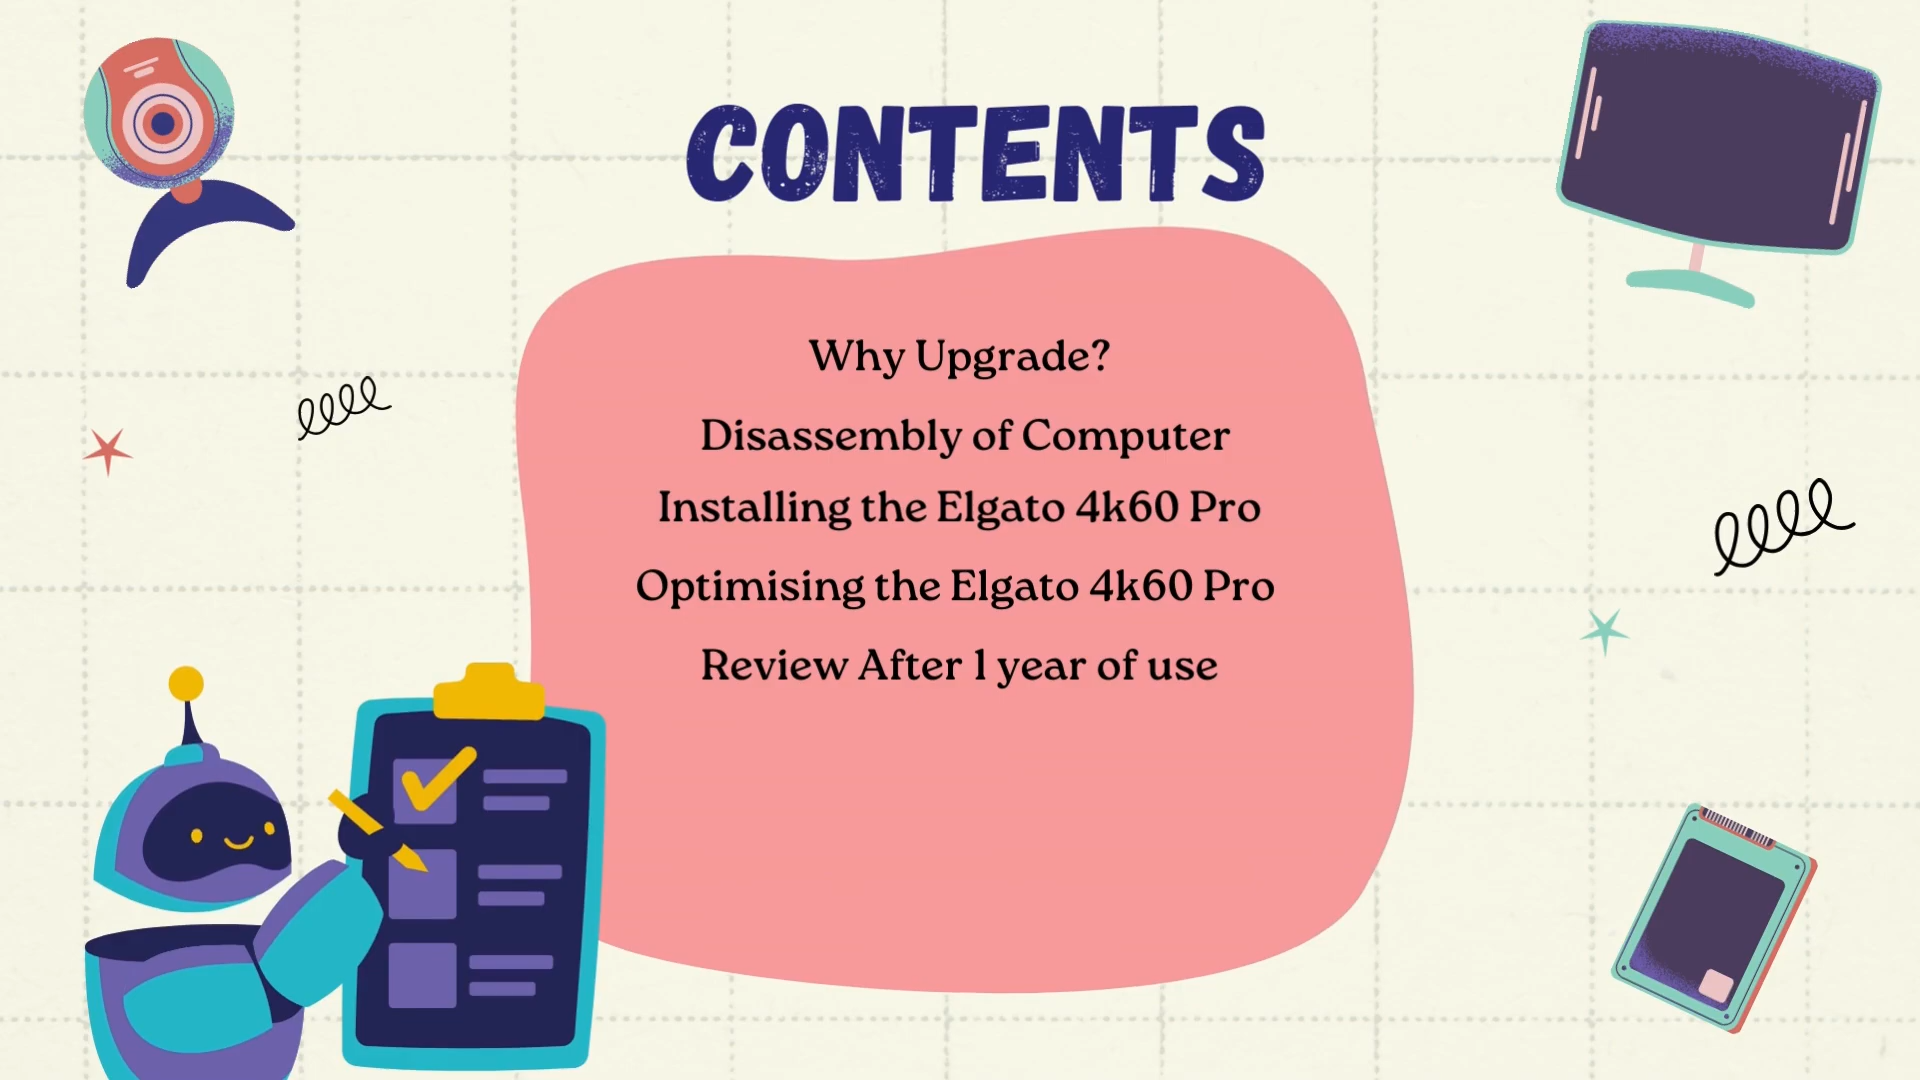 CONTENTS
Why Upgrade?
Disassembly of Computer
Installing the Elgato 4k60 Pro
Optimising the Elgato 4k60 Pro
Review After 1 year of use